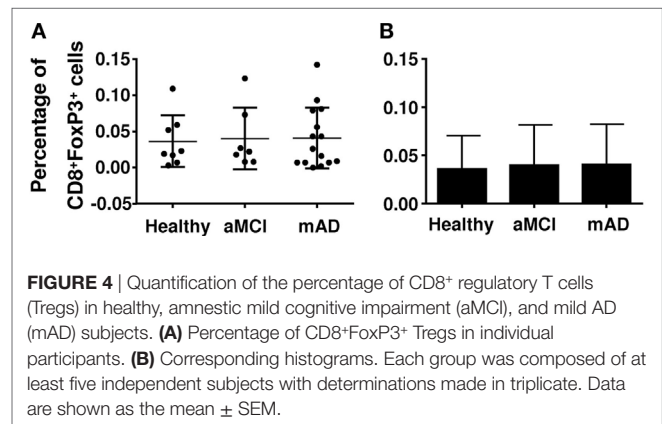 A
B
Percentage of
CD8⁺FoxP3⁺ cells
0.15
0.10
0.05
0.00
-0.05
Healthy aMCI mAD
0.15
0.10
0.05
0.00
Healthy aMCI mAD
FIGURE 4 | Quantification of the percentage of CD8⁺ regulatory T cells
(Tregs) in healthy, amnestic mild cognitive impairment (aMCI), and mild AD
(mAD) subjects. (A) Percentage of CD8⁺FoxP3⁺ Tregs in individual
participants. (B) Corresponding histograms. Each group was composed of at
least five independent subjects with determinations made in triplicate. Data
are shown as the mean ± SEM.